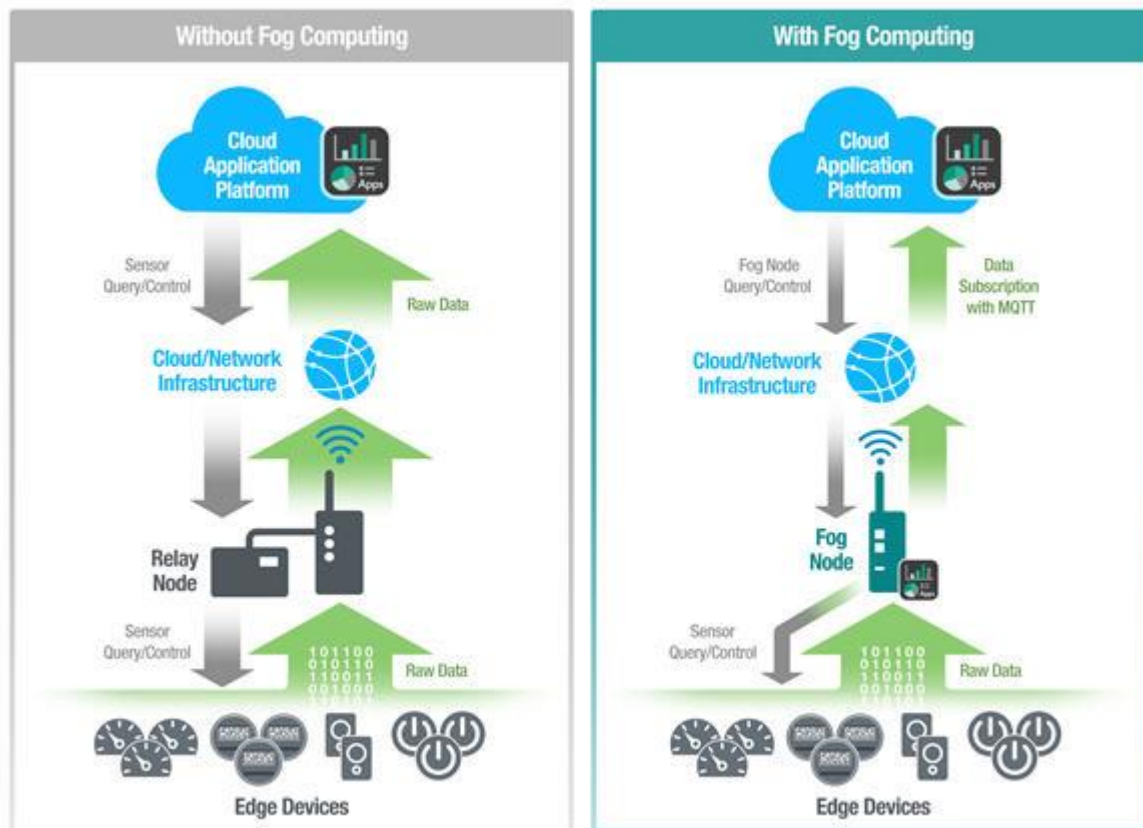 Without Fog Computing
Cloud
Application
Platform
Apps
Sensor
Query/Control
Raw Data
Cloud/Network
Infrastructure
Relay
Node
Sensor
Query/Control
Raw Data
101100
010110
110011
001000
Edge Devices
With Fog Computing
Cloud
Application
Platform
Apps
Fog Node
Query/Control
Data
Subscription
with MQTT
Cloud/Network
Infrastructure
Fog
Node
Apps
Sensor
Query/Control
Raw Data
101100
010110
Edge Devices